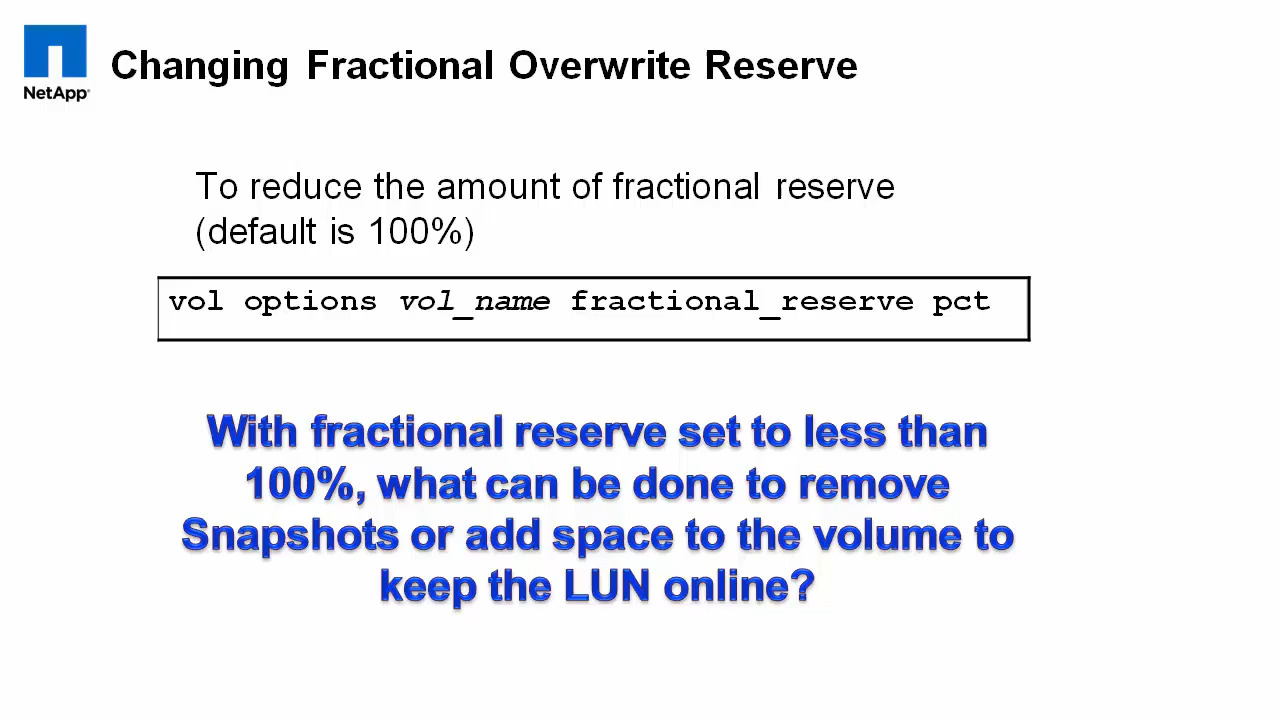 NetApp
Changing Fractional Overwrite Reserve
To reduce the amount of fractional reserve
(default is 100%)
vol options vol_name fractional_reserve pct
With fractional reserve set to less than
100%, what can be done to remove
Snapshots or add space to the volume to
keep the LUN online?